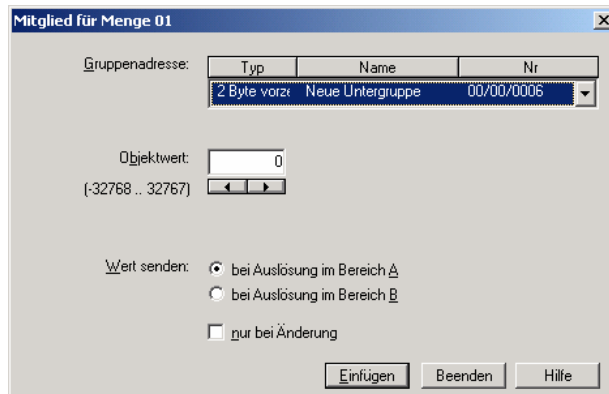 Mitglied für Menge 01
Gruppenadresse: Typ Name Nr
2 Byte vorze Neue Untergruppe 00/00/0006
Objektwert: 0
(-32768 .. 32767)
Wert senden: bei Auslösung im Bereich A
bei Auslösung im Bereich B
nur bei Änderung
Einfügen Beenden Hilfe